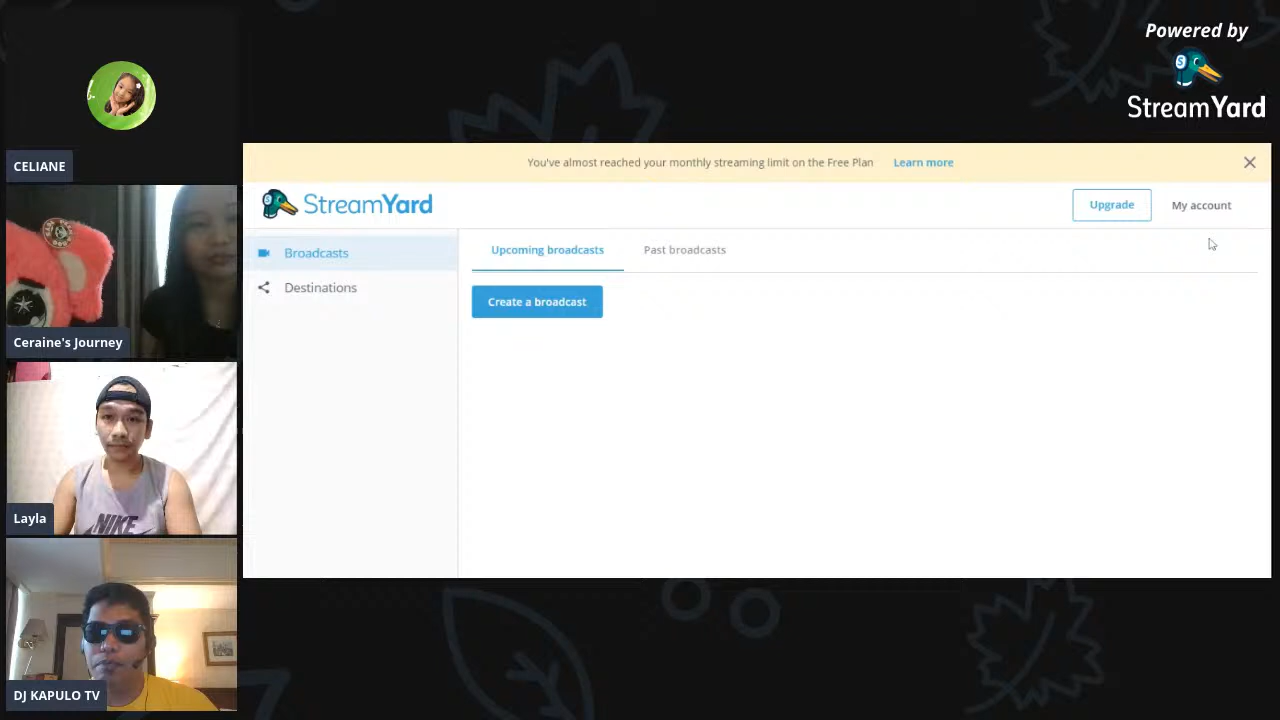 Powered by
StreamYard
CELIANE
Ceraine's Journey
Layla
NIKE
DJ KAPULO TV
You've almost reached your monthly streaming limit on the Free Plan Learn more
StreamYard
Upgrade
My account
Broadcasts
Destinations
Upcoming broadcasts
Past broadcasts
Create a broadcast